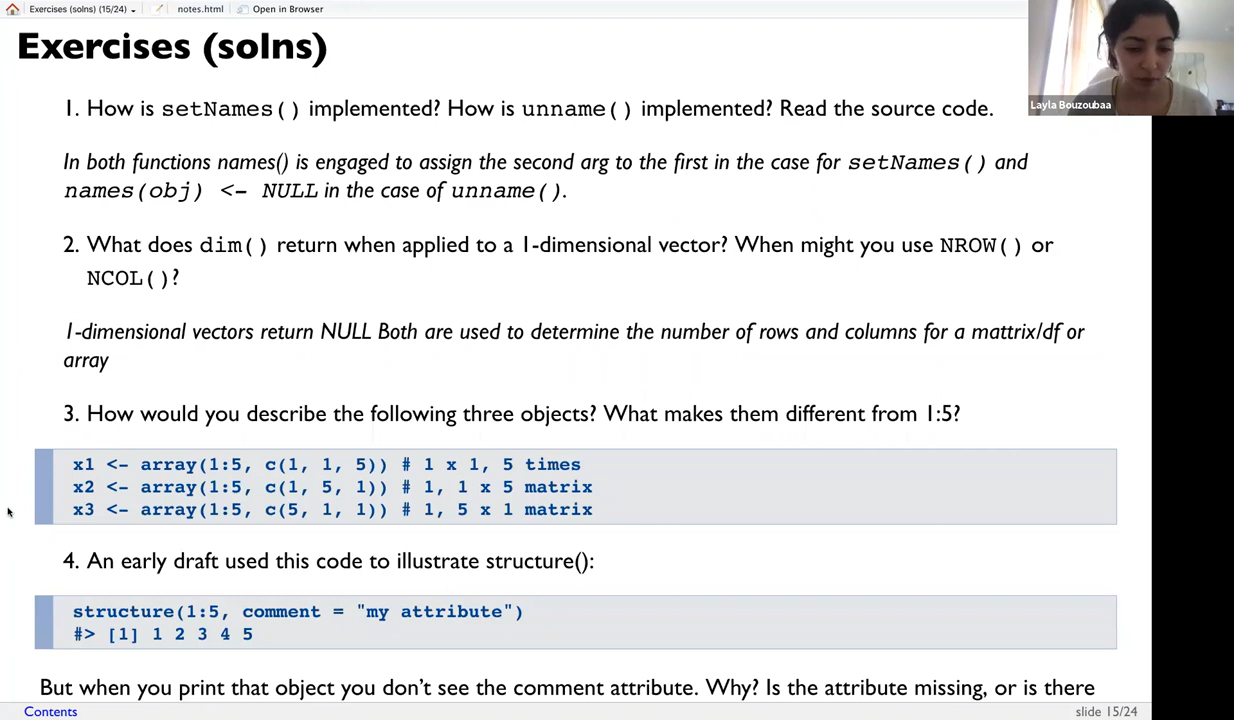 Exercises (solns) (15/24)
notes.html
Open in Browser
Exercises (solns)
Layla Bouzoubaa
1. How is setNames() implemented? How is unname() implemented? Read the source code.
In both functions names() is engaged to assign the second arg to the first in the case for setNames() and
names(obj) <- NULL in the case of unname().
2. What does dim() return when applied to a 1-dimensional vector? When might you use NROW() or
NCOL()?
1-dimensional vectors return NULL Both are used to determine the number of rows and columns for a mattrix/df or
array
3. How would you describe the following three objects? What makes them different from 1:5?
x1 <- array(1:5, c(1, 1, 5)) # 1 x 1, 5 times
x2 <- array(1:5, c(1, 5, 1)) # 1, 1 x 5 matrix
x3 <- array(1:5, c(5, 1, 1)) # 1, 5 x 1 matrix
4. An early draft used this code to illustrate structure():
structure(1:5, comment = "my attribute")
#> [1] 1 2 3 4 5
But when you print that object you don't see the comment attribute. Why? Is the attribute missing, or is there
Contents
slide 15/24